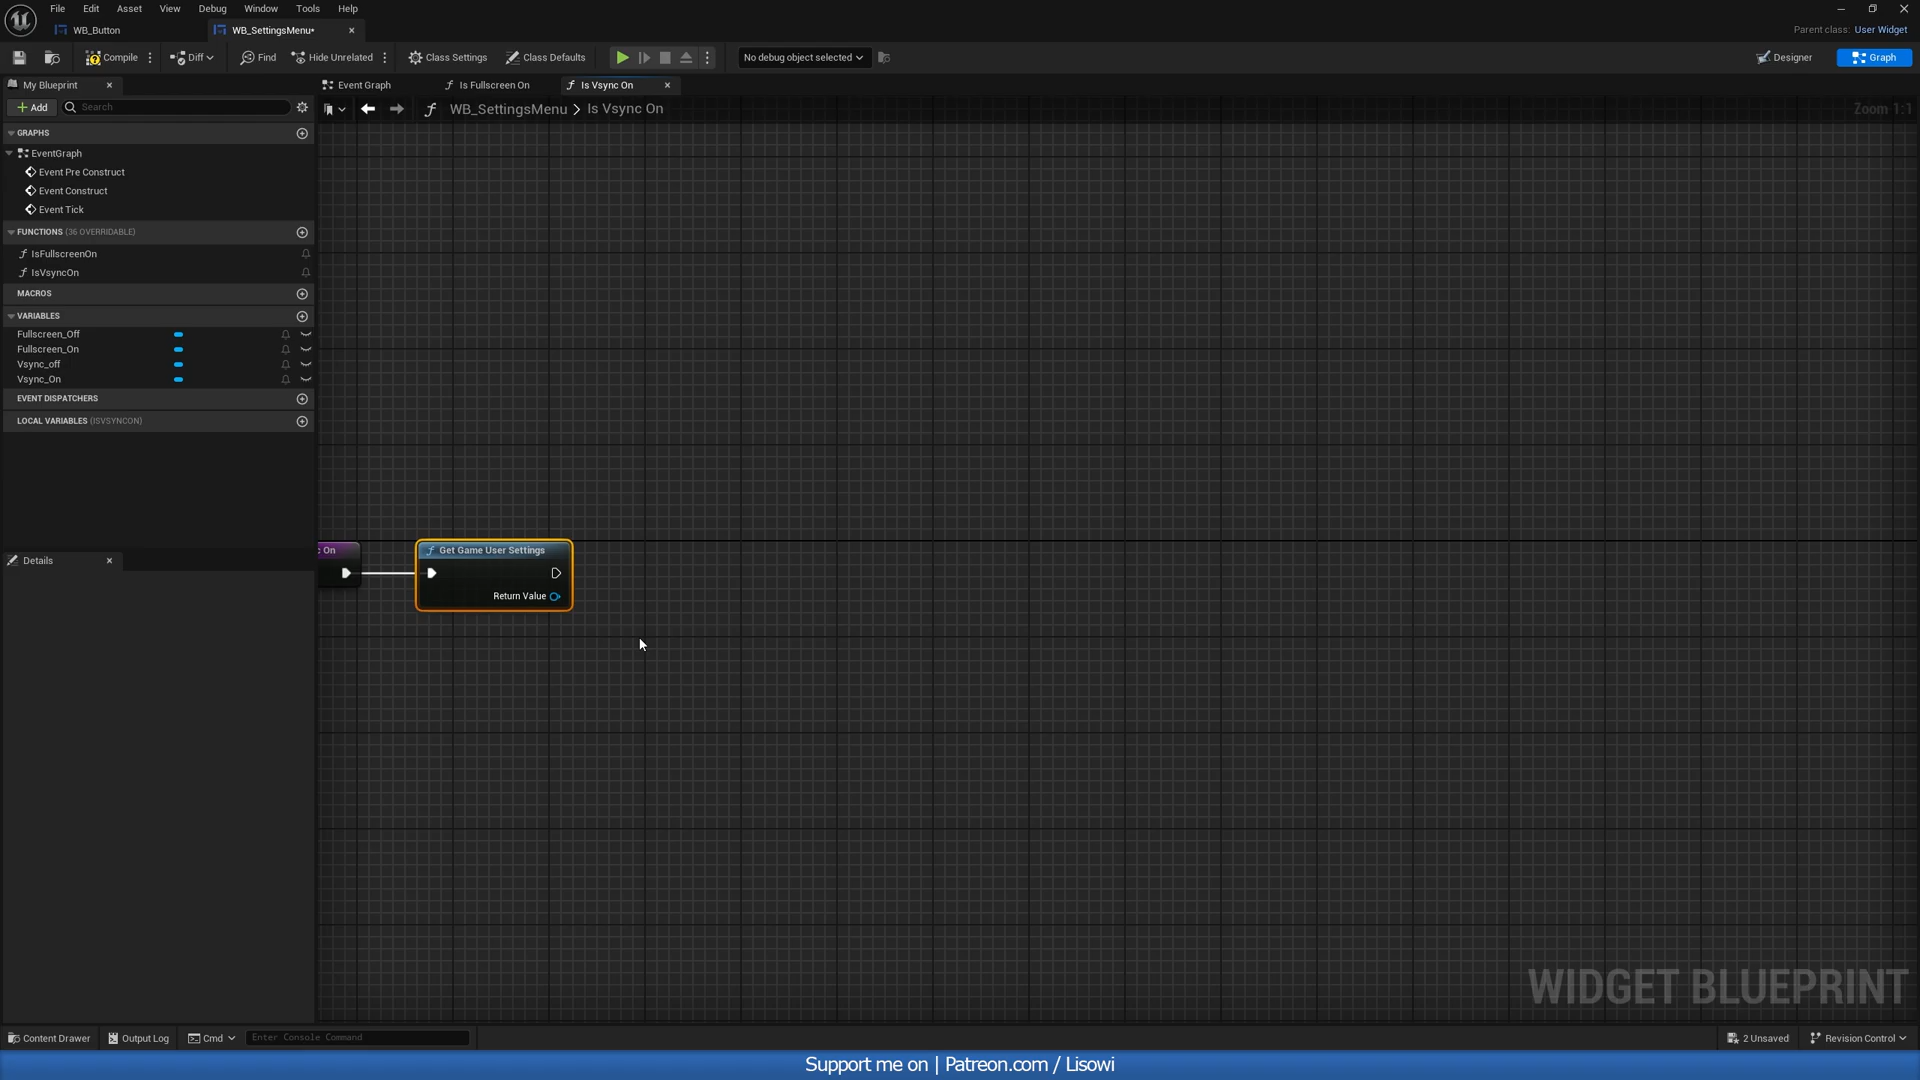 File Edit Asset View Debug Window Tools Help
WB_Button
WB_SettingsMenu*
Parent class: User Widget
Compile
Diff
Find
Hide Unrelated
Class Settings
Class Defaults
No debug object selected
Designer
Graph
My Blueprint
Event Graph
Is Fullscreen On
Is Vsync On
Add
Search
WB_SettingsMenu > Is Vsync On
Zoom 1:1
GRAPHS
EventGraph
Event Pre Construct
Event Construct
Event Tick
FUNCTIONS (36 OVERRIDABLE)
IsFullscreenOn
IsVsyncOn
MACROS
VARIABLES
Fullscreen_Off
Fullscreen_On
Vsync_off
Vsync_On
EVENT DISPATCHERS
LOCAL VARIABLES (ISVSYNCON)
Details
c On
Get Game User Settings
Return Value
WIDGET BLUEPRINT
Content Drawer
Output Log
Cmd
Enter Console Command
2 Unsaved
Revision Control
Support me on | Patreon.com / Lisowi